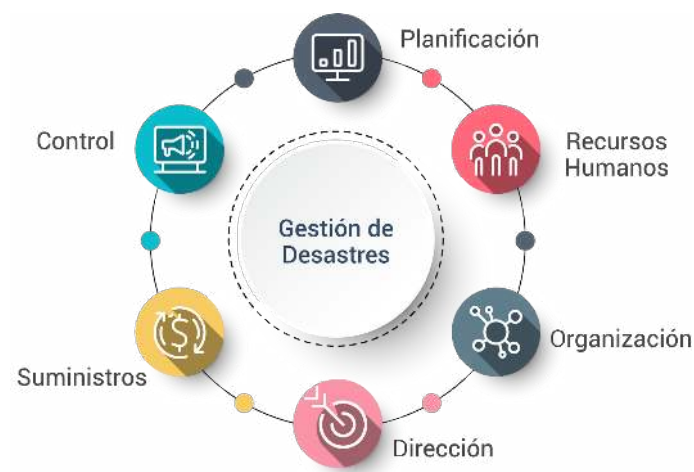 Planificación
Control
Recursos
Humanos
Gestión de
Desastres
Organización
Suministros
Dirección